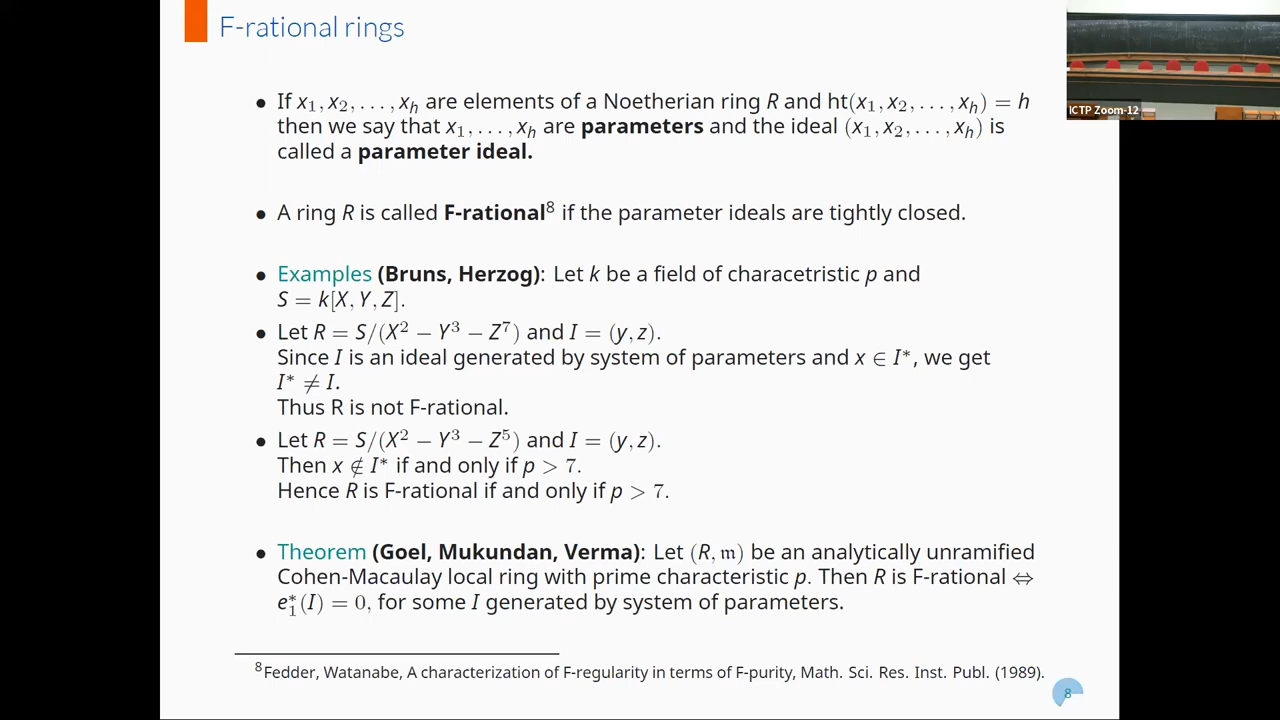 F-rational rings
ICTP Zoom-12
• If x₁, x₂, . . . , xₕ are elements of a Noetherian ring R and ht(x₁, x₂, . . . , xₕ) = h
then we say that x₁, . . . , xₕ are parameters and the ideal (x₁, x₂, . . . , xₕ) is
called a parameter ideal.
• A ring R is called F-rational⁸ if the parameter ideals are tightly closed.
• Examples (Bruns, Herzog): Let k be a field of characetristic p and
S = k[X, Y, Z].
• Let R = S/(X² − Y³ − Z⁷) and I = (y, z).
Since I is an ideal generated by system of parameters and x ∈ I*, we get
I* ≠ I.
Thus R is not F-rational.
• Let R = S/(X² − Y³ − Z⁵) and I = (y, z).
Then x ∉ I* if and only if p > 7.
Hence R is F-rational if and only if p > 7.
• Theorem (Goel, Mukundan, Verma): Let (R, 𝔪) be an analytically unramified
Cohen-Macaulay local ring with prime characteristic p. Then R is F-rational ⇔
e₁*(I) = 0, for some I generated by system of parameters.
⁸Fedder, Watanabe, A characterization of F-regularity in terms of F-purity, Math. Sci. Res. Inst. Publ. (1989).
8